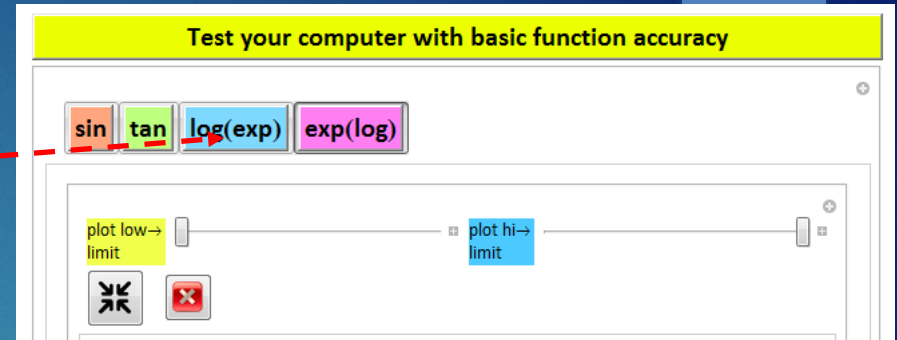 Test your computer with basic function accuracy
sin tan log(exp) exp(log)
plot low→ plot hi→
limit limit